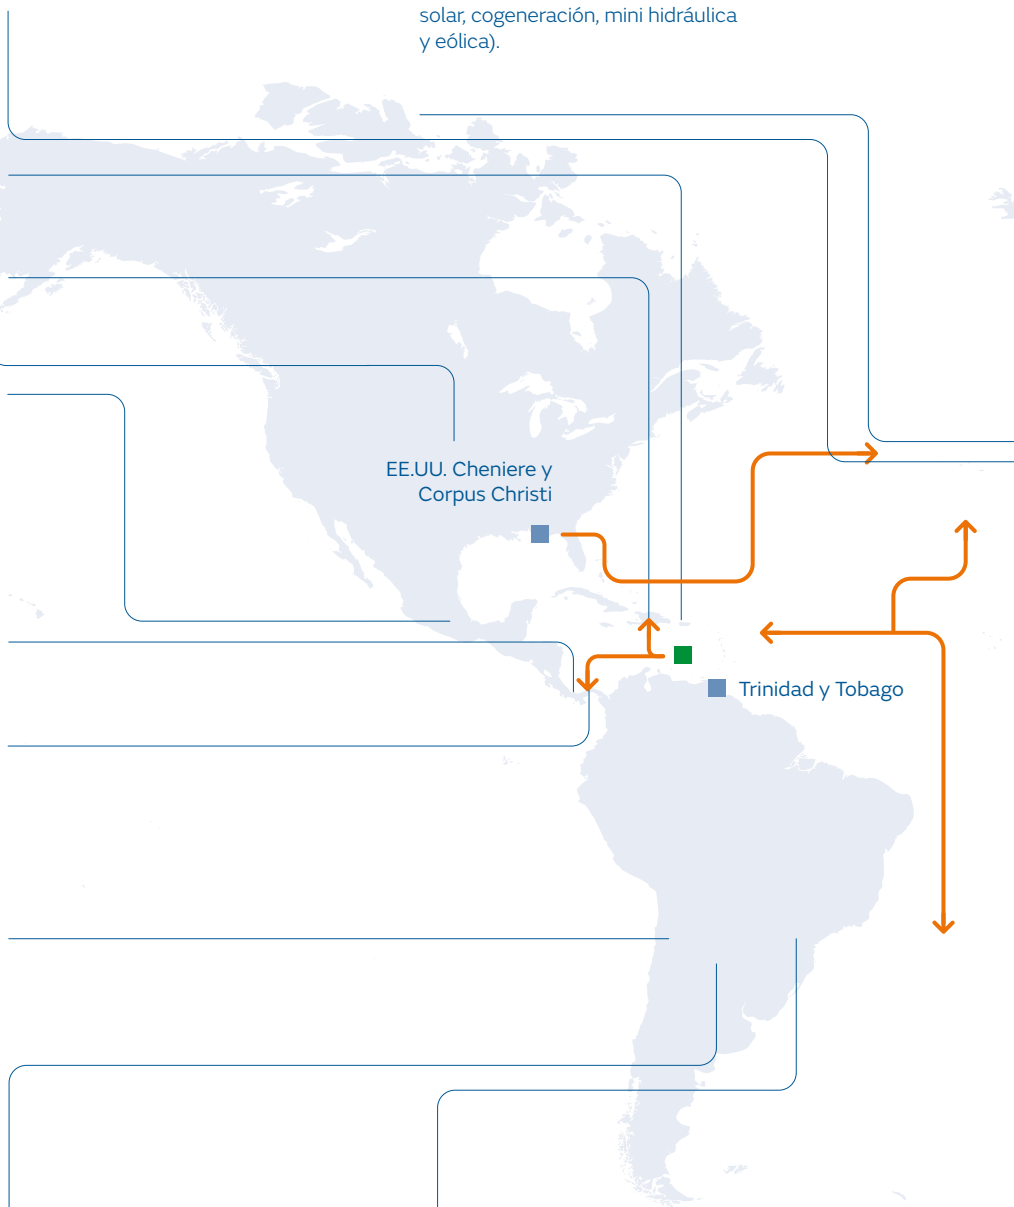 solar, cogeneración, mini hidráulica
y eólica).
EE.UU. Cheniere y
Corpus Christi
Trinidad y Tobago